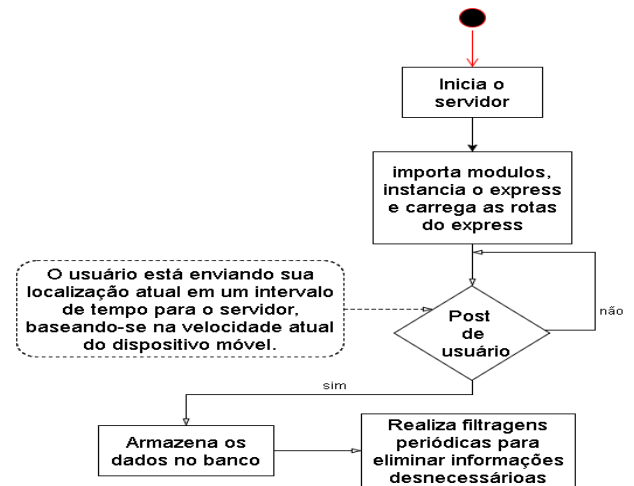 Inicia o
servidor
importa modulos,
instancia o express
e carrega as rotas
do express
O usuário está enviando sua
localização atual em um intervalo
de tempo para o servidor,
baseando-se na velocidade atual
do dispositivo móvel.
Post
de
usuário
não
sim
Armazena os
dados no banco
Realiza filtragens
periódicas para
eliminar informações
desnecessárioas